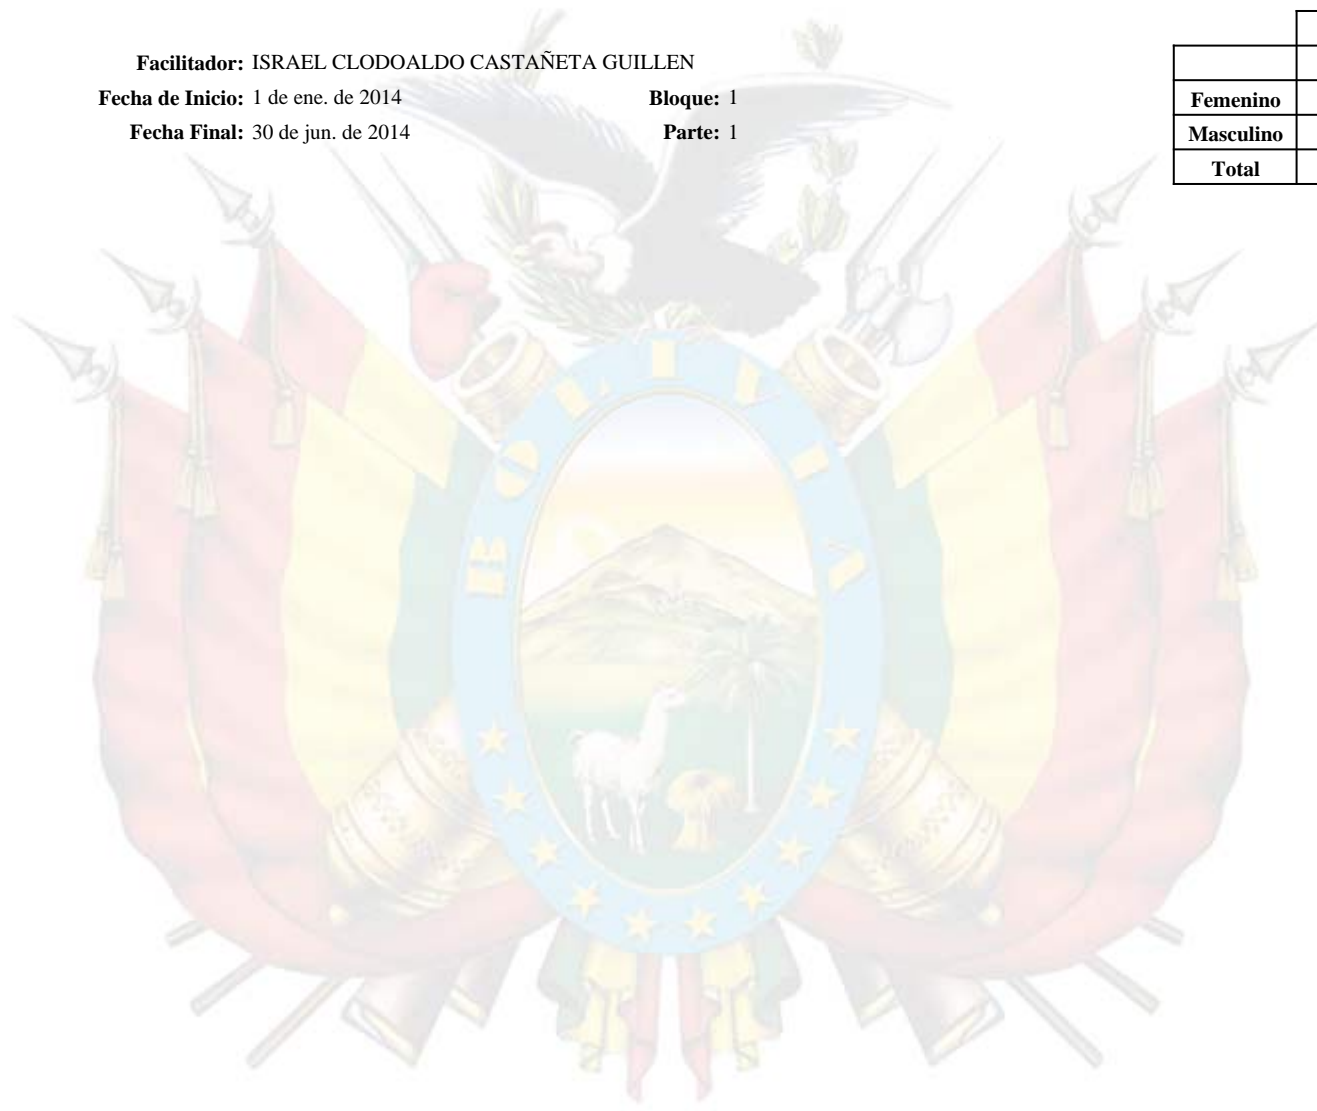 Facilitador: ISRAEL CLODOALDO CASTAÑETA GUILLEN
Fecha de Inicio: 1 de ene. de 2014 Bloque: 1
Fecha Final: 30 de jun. de 2014 Parte: 1
Femenino
Masculino
Total
BOLIVIA